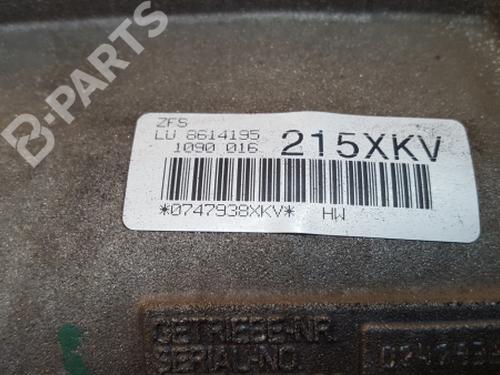 B-PARTS
ZFS
LU 8614195
1090 016
215XKV
*0747938XKV* HW
GETRIEBE-NR.
SERIAL-NO.